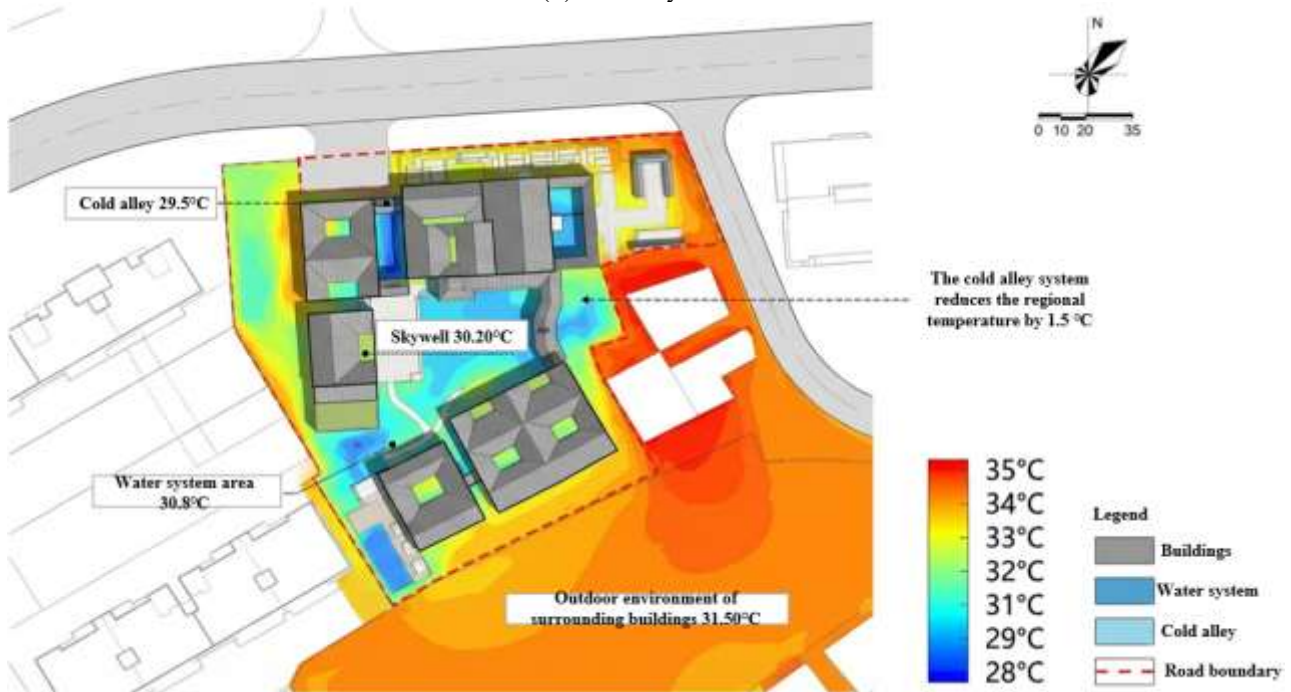 N
0 10 20 35
Cold alley 29.5°C
The cold alley system
reduces the regional
temperature by 1.5 °C
Skywell 30.20°C
Water system area
30.8°C
Outdoor environment of
surrounding buildings 31.50°C
35°C
34°C
33°C
32°C
31°C
30°C
29°C
28°C
Legend
Buildings
Water system
Cold alley
Road boundary